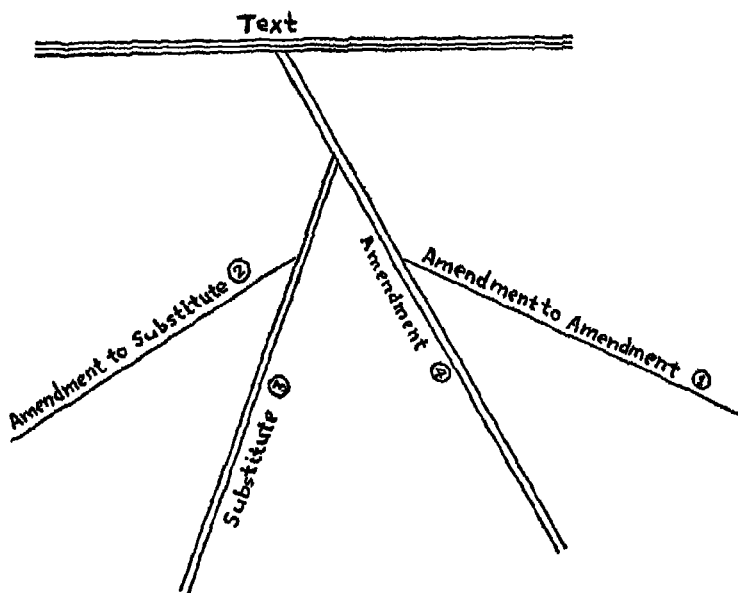 Text
Amendment to Substitute ②
Substitute ③
Amendment ④
Amendment to Amendment ①